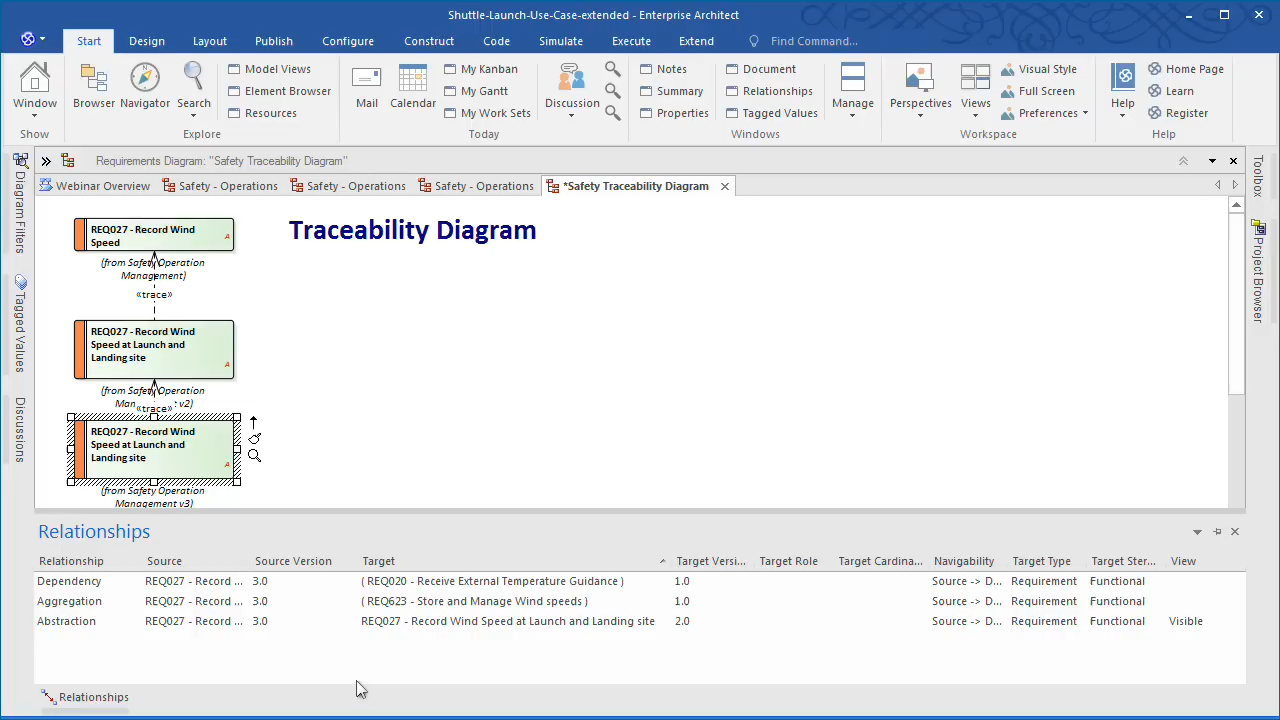 Shuttle-Launch-Use-Case-extended - Enterprise Architect
Start Design Layout Publish Configure Construct Code Simulate Execute Extend Find Command...
Window
Show
Browser Navigator Search
Model Views
Element Browser
Resources
Explore
Mail Calendar
My Kanban
My Gantt
My Work Sets
Today
Discussion
Notes
Summary
Properties
Document
Relationships
Tagged Values
Manage
Windows
Perspectives Views
Visual Style
Full Screen
Preferences
Workspace
Help
Home Page
Learn
Register
Help
Requirements Diagram: "Safety Traceability Diagram"
Webinar Overview Safety - Operations Safety - Operations Safety - Operations *Safety Traceability Diagram
Diagram Filters
Tagged Values
Discussions
Toolbox
Project Browser
Traceability Diagram
REQ027 - Record Wind
Speed
A
(from Safety Operation
Management)
«trace»
REQ027 - Record Wind
Speed at Launch and
Landing site
A
(from Safety Operation
v2)
«trace»
REQ027 - Record Wind
Speed at Launch and
Landing site
A
(from Safety Operation
Management v3)
Relationships
Relationship Source Source Version Target Target Versi... Target Role Target Cardina... Navigability Target Type Target Ster... View
Dependency REQ027 - Record ... 3.0 ( REQ020 - Receive External Temperature Guidance ) 1.0 Source -> D... Requirement Functional
Aggregation REQ027 - Record ... 3.0 ( REQ623 - Store and Manage Wind speeds ) 1.0 Source -> D... Requirement Functional
Abstraction REQ027 - Record ... 3.0 REQ027 - Record Wind Speed at Launch and Landing site 2.0 Source -> D... Requirement Functional Visible
Relationships